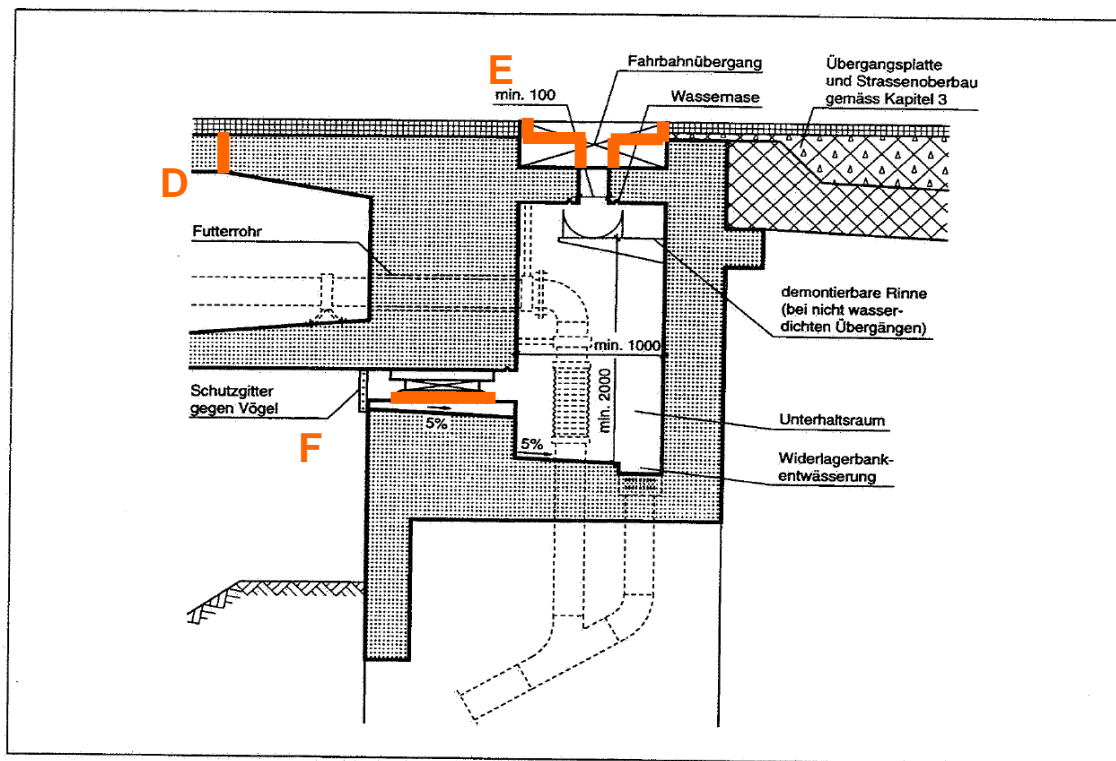 E
Fahrbahnübergang
min. 100
Wassernase
Übergangsplatte
und Strassenoberbau
gemäss Kapitel 3
D
Futterrohr
demontierbare Rinne
(bei nicht wasser-
dichten Übergängen)
min. 1000
min. 2000
Schutzgitter
gegen Vögel
5%
F
5%
Unterhaltsraum
Widerlagerbank-
entwässerung